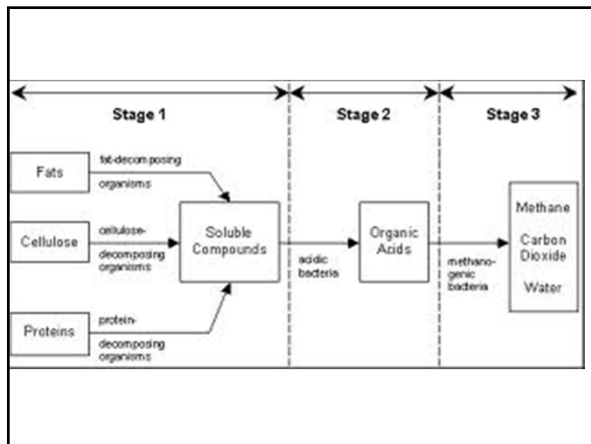 Stage 1
Stage 2
Stage 3
Fats
fat-decomposing
organisms
Cellulose
cellulose-
decomposing
organisms
Proteins
protein-
decomposing
organisms
Soluble
Compounds
acidic
bacteria
Organic
Acids
methano-
genic
bacteria
Methane
Carbon
Dioxide
Water